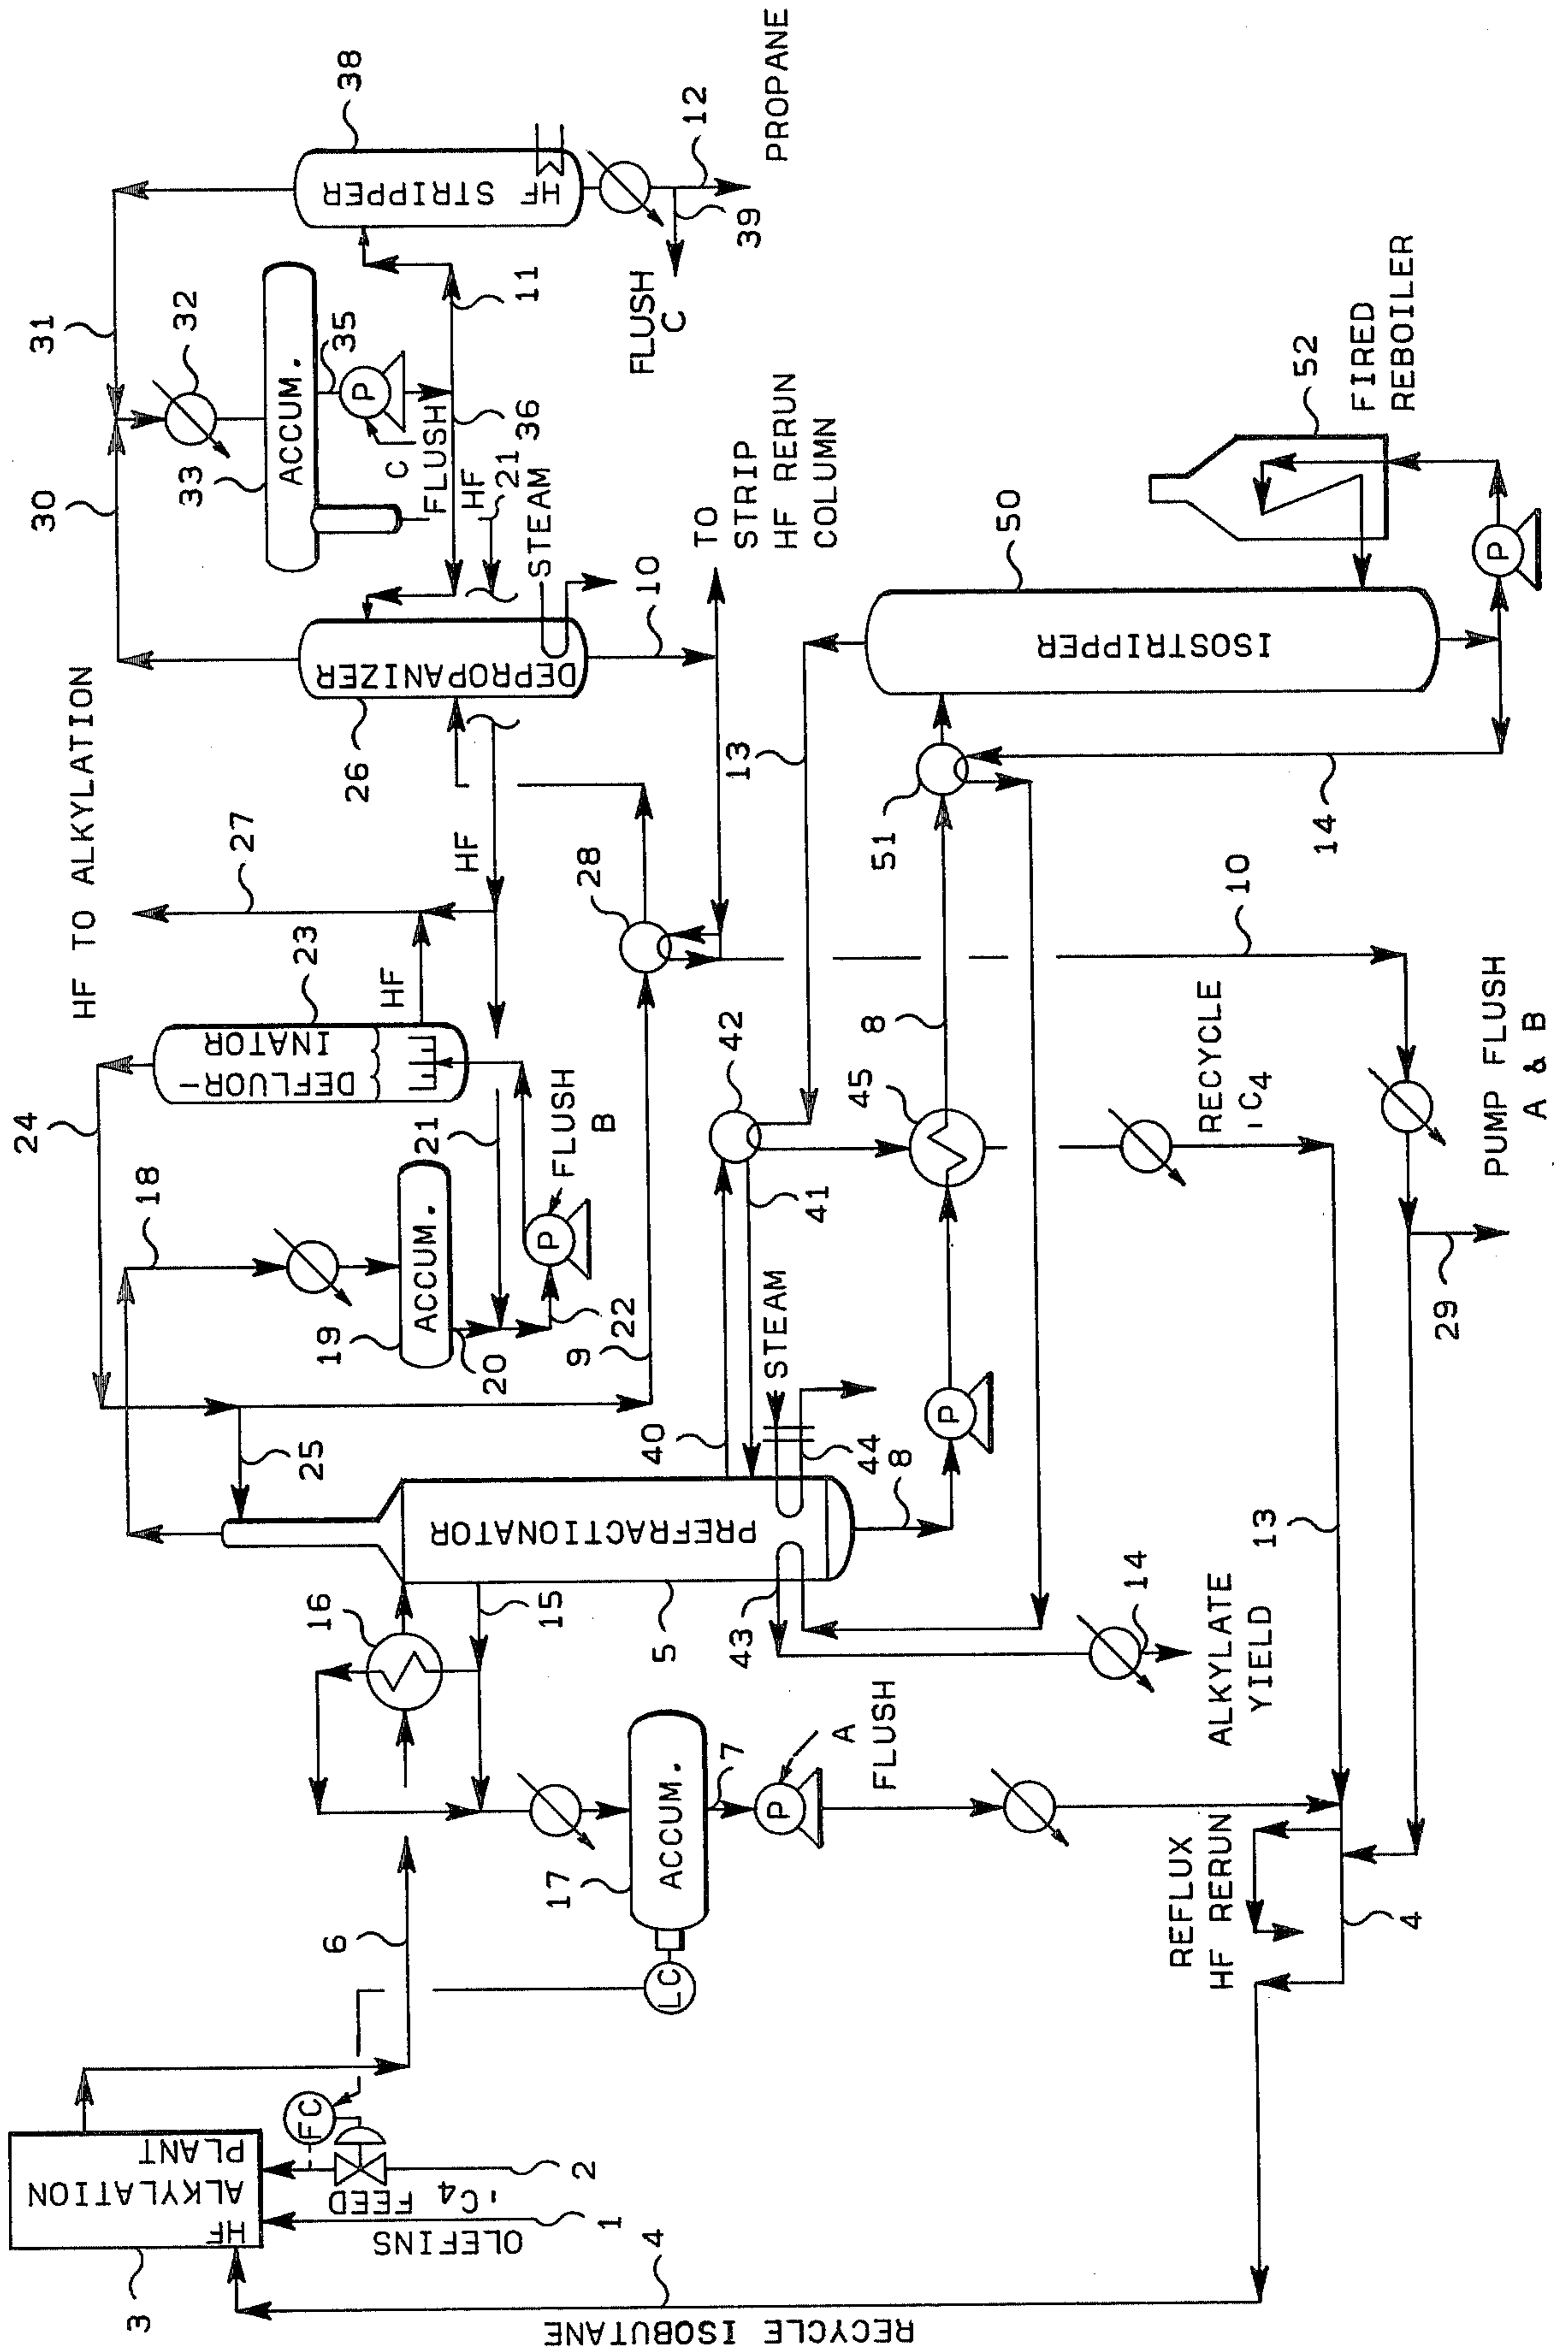 HF TO ALKYLATION
24
18
27
30
31
23
DEFLUOR-
INATOR
HF
33
32
ACCUM.
35
P
C
FLUSH
36
11
38
HF
STRIPPER
12
39
FLUSH
C
PROPANE
HF
21
STEAM
26
DEPROPANIZER
10
HF
28
TO
STRIP
HF RERUN
COLUMN
3
HF
ALKYLATION
PLANT
OLEFINS
1
iC4 FEED
2
FC
4
RECYCLE ISOBUTANE
6
16
25
19
ACCUM.
20
21
22
P
FLUSH
B
9
15
5
PREFRACTIONATOR
40
41
42
STEAM
44
43
8
P
17
ACCUM.
LC
7
P
A
FLUSH
14
ALKYLATE
YIELD
45
8
51
13
50
ISOSTRIPPER
14
52
FIRED
REBOILER
P
RECYCLE
iC4
10
PUMP FLUSH
A & B
29
13
REFLUX
HF RERUN
4